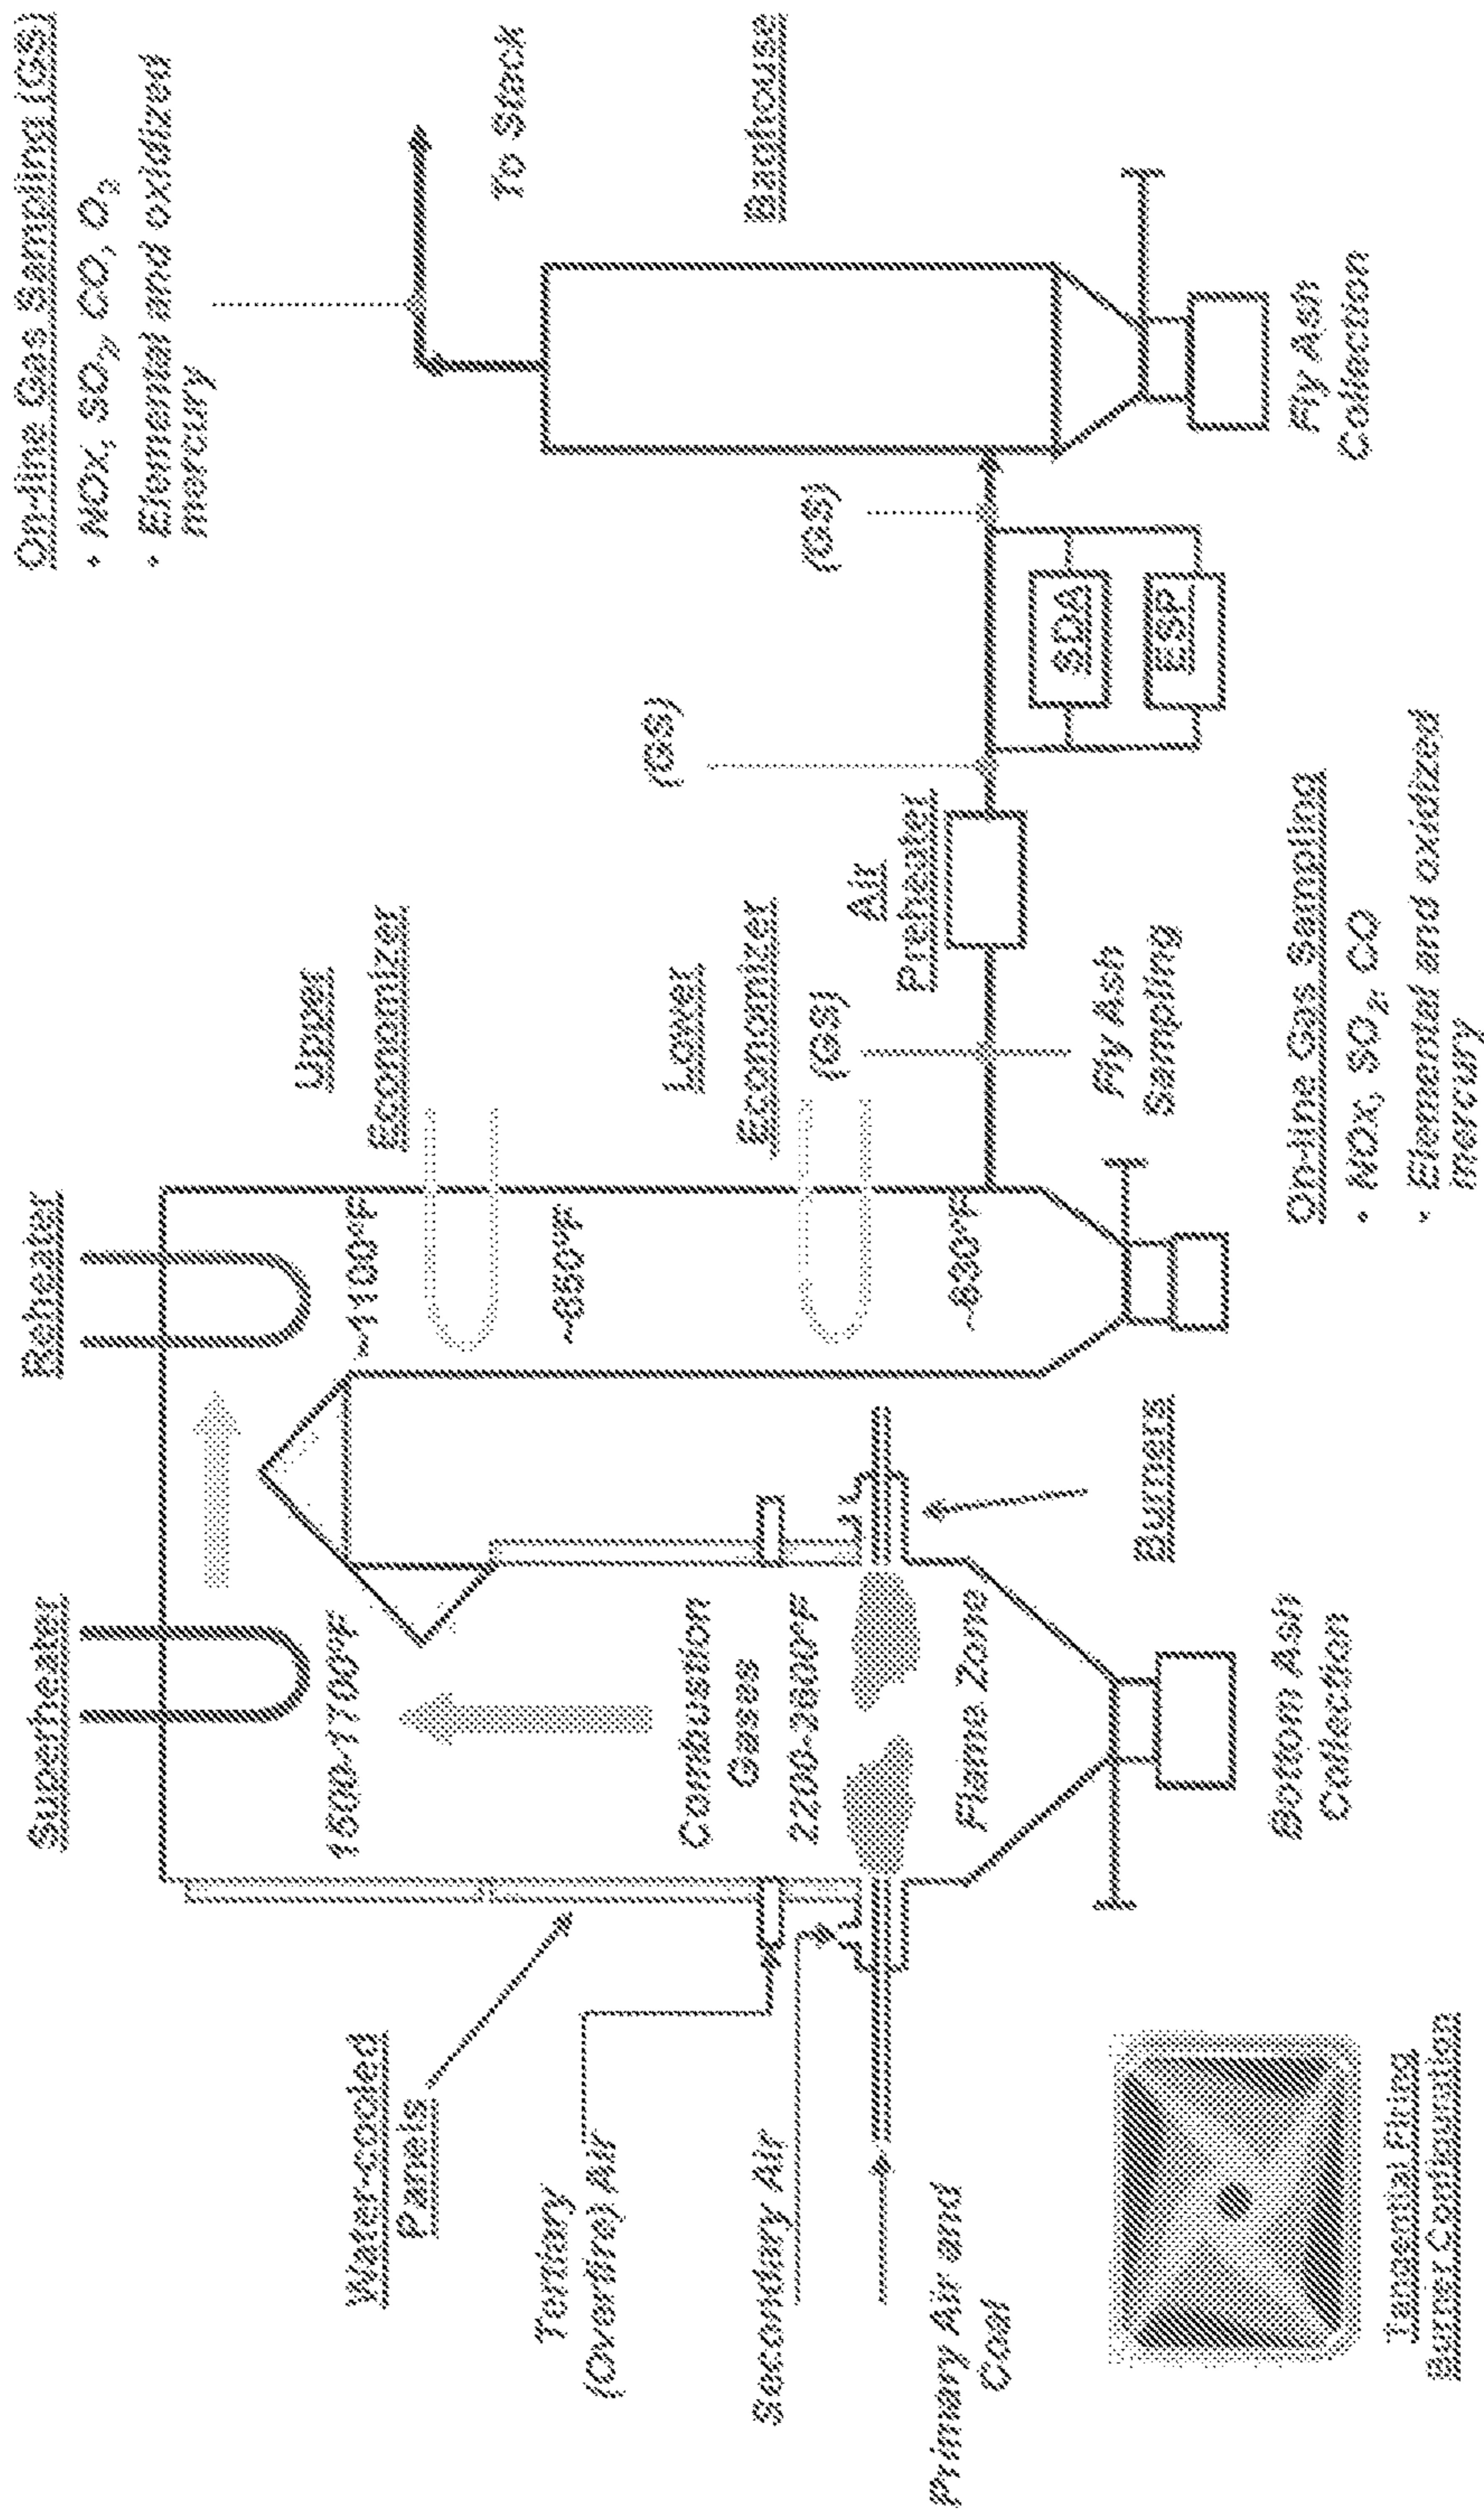 Superheater
Reheater
On-line Gas Sampling (GS)
• NOx, SO₂, CO, O₂
• Elemental and oxidized
mercury
To Stack
Baghouse
Water-cooled
Panels
1500-1700°F
~1100°F
Upper
Economizer
Tertiary
(Overfire) Air
Combustion
Gases
2200-3600°F
Flame Zone
Lower
Economizer
(GS)
(GS)
(GS)
Secondary Air
Air
Preheater
Primary Air and
Coal
SDA
ESP
Burners
Fly Ash
Sampling
Fly Ash
Collection
Bottom Ash
Collection
On-line Gas Sampling
• NOx, SO₂, CO
• Elemental and oxidized
mercury
Tangential Firing
Burner Configuration